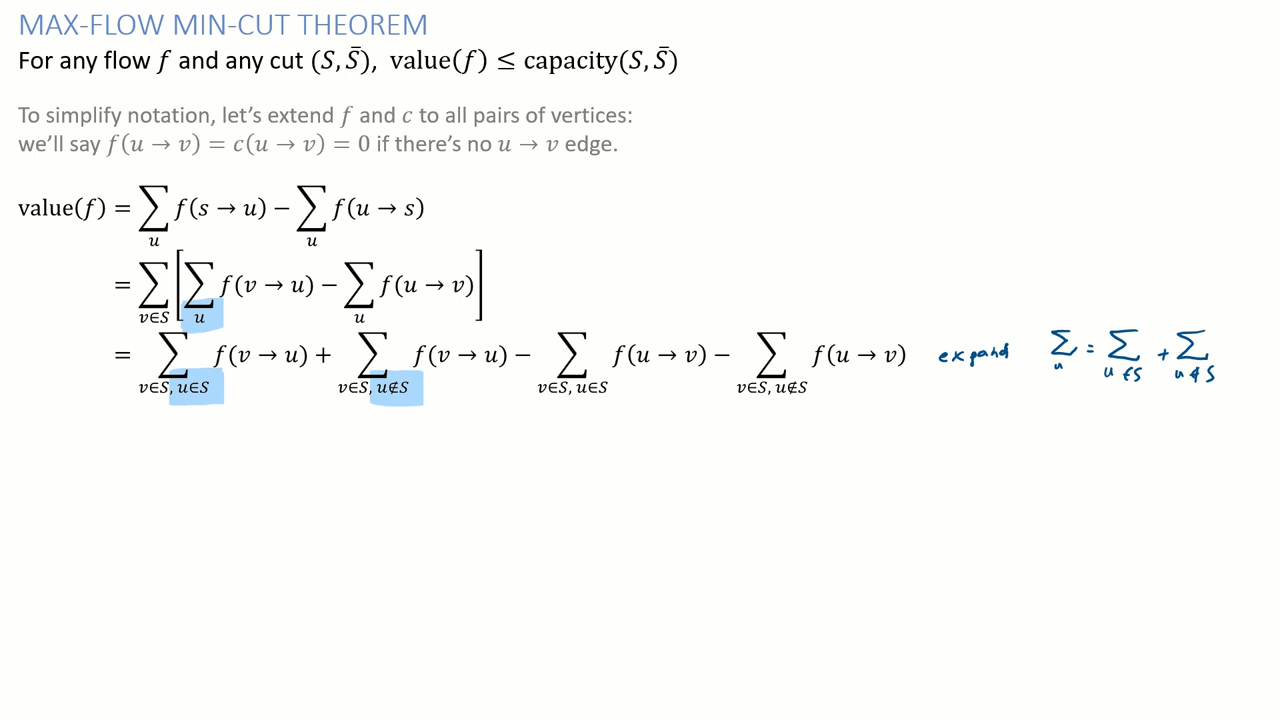 MAX-FLOW MIN-CUT THEOREM
For any flow 𝑓 and any cut (𝑆, 𝑆̄), value(𝑓) ≤ capacity(𝑆, 𝑆̄)
To simplify notation, let's extend 𝑓 and 𝑐 to all pairs of vertices:
we'll say 𝑓(𝑢 → 𝑣) = 𝑐(𝑢 → 𝑣) = 0 if there's no 𝑢 → 𝑣 edge.
value(𝑓) = ∑_𝑢 𝑓(𝑠 → 𝑢) − ∑_𝑢 𝑓(𝑢 → 𝑠)
= ∑_{𝑣∈𝑆} [∑_𝑢 𝑓(𝑣 → 𝑢) − ∑_𝑢 𝑓(𝑢 → 𝑣)]
= ∑_{𝑣∈𝑆, 𝑢∈𝑆} 𝑓(𝑣 → 𝑢) + ∑_{𝑣∈𝑆, 𝑢∉𝑆} 𝑓(𝑣 → 𝑢) − ∑_{𝑣∈𝑆, 𝑢∈𝑆} 𝑓(𝑢 → 𝑣) − ∑_{𝑣∈𝑆, 𝑢∉𝑆} 𝑓(𝑢 → 𝑣) expand ∑_u = ∑_{u∈S} + ∑_{u∉S}